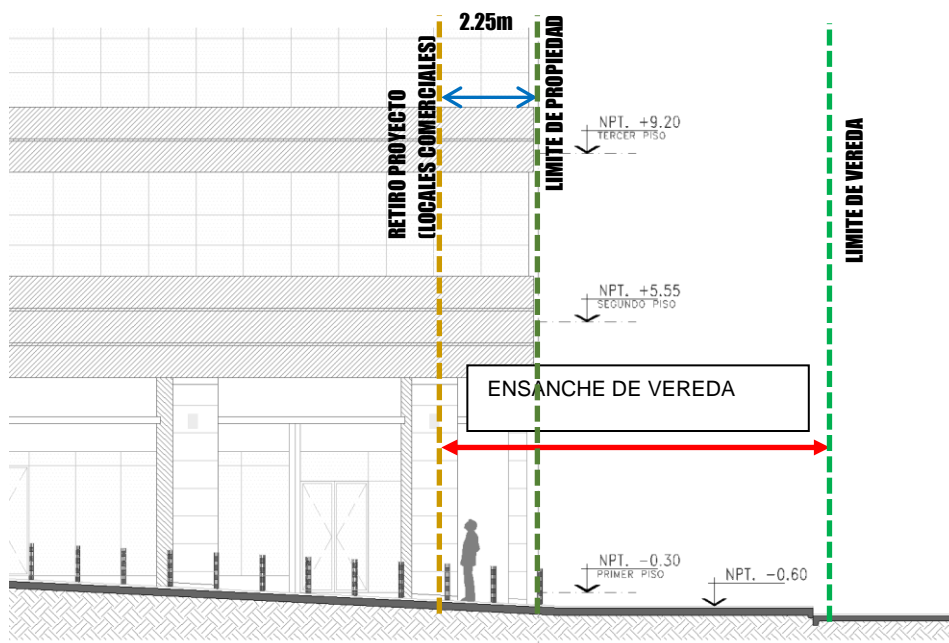 2.25m
RETIRO PROYECTO
(LOCALES COMERCIALES)
LIMITE DE PROPIEDAD
LIMITE DE VEREDA
NPT. +9.20
TERCER PISO
NPT. +5.55
SEGUNDO PISO
ENSANCHE DE VEREDA
NPT. -0.30
PRIMER PISO
NPT. -0.60